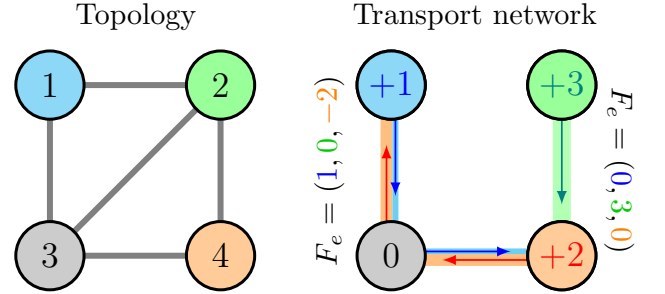 Topology
Transport network
1
2
3
4
+1
+3
0
+2
F_e = (1, 0, −2)
F_e = (0, 3, 0)